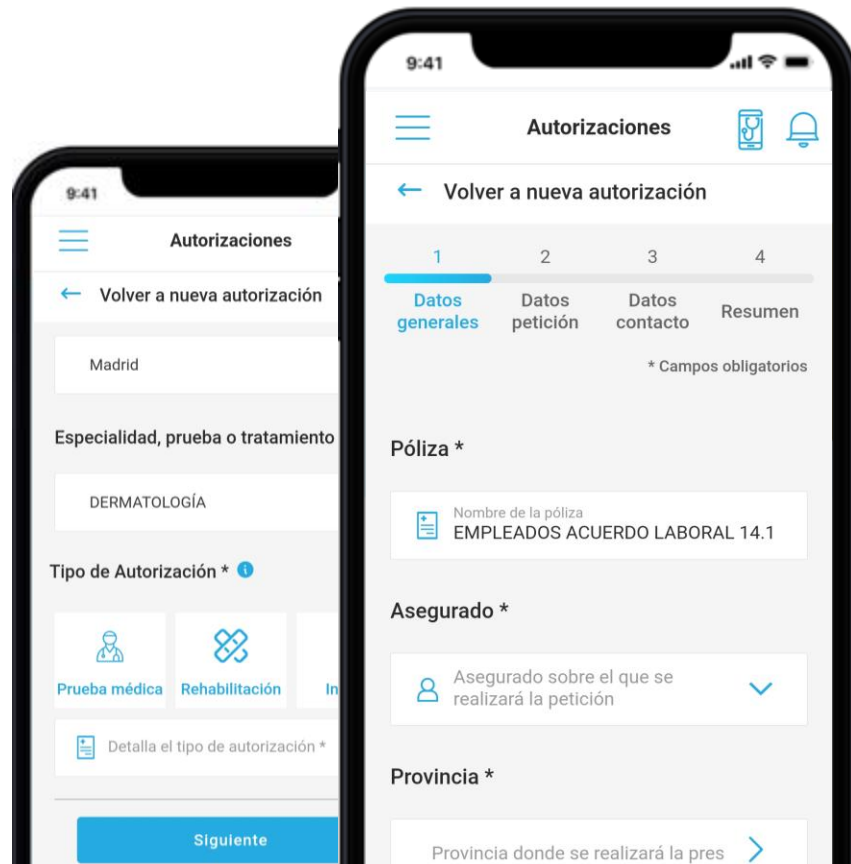 9:41
Autorizaciones
Volver a nueva autorización
Madrid
Especialidad, prueba o tratamiento
DERMATOLOGÍA
Tipo de Autorización *
Prueba médica
Rehabilitación
In
Detalla el tipo de autorización *
Siguiente
9:41
Autorizaciones
Volver a nueva autorización
1 2 3 4
Datos generales
Datos petición
Datos contacto
Resumen
* Campos obligatorios
Póliza *
Nombre de la póliza
EMPLEADOS ACUERDO LABORAL 14.1
Asegurado *
Asegurado sobre el que se
realizará la petición
Provincia *
Provincia donde se realizará la pres